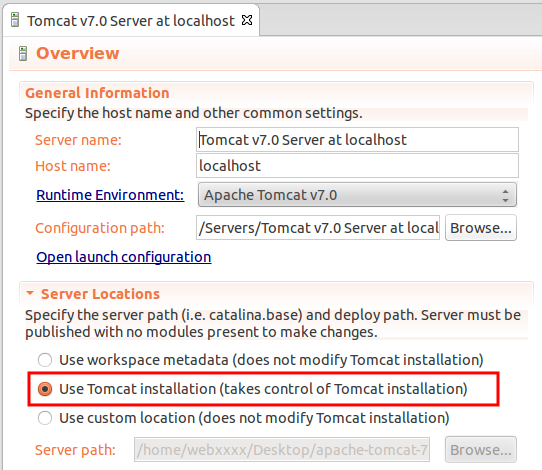 Tomcat v7.0 Server at localhost
Overview
General Information
Specify the host name and other common settings.
Server name: Tomcat v7.0 Server at localhost
Host name: localhost
Runtime Environment: Apache Tomcat v7.0
Configuration path: /Servers/Tomcat v7.0 Server at local Browse...
Open launch configuration
Server Locations
Specify the server path (i.e. catalina.base) and deploy path. Server must be
published with no modules present to make changes.
Use workspace metadata (does not modify Tomcat installation)
Use Tomcat installation (takes control of Tomcat installation)
Use custom location (does not modify Tomcat installation)
Server path: /home/webxxxx/Desktop/apache-tomcat-7 Browse...